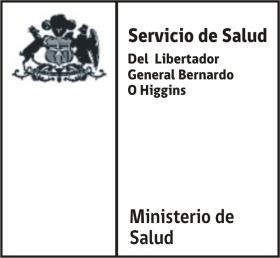 Servicio de Salud
Del Libertador
General Bernardo
O Higgins
Ministerio de
Salud